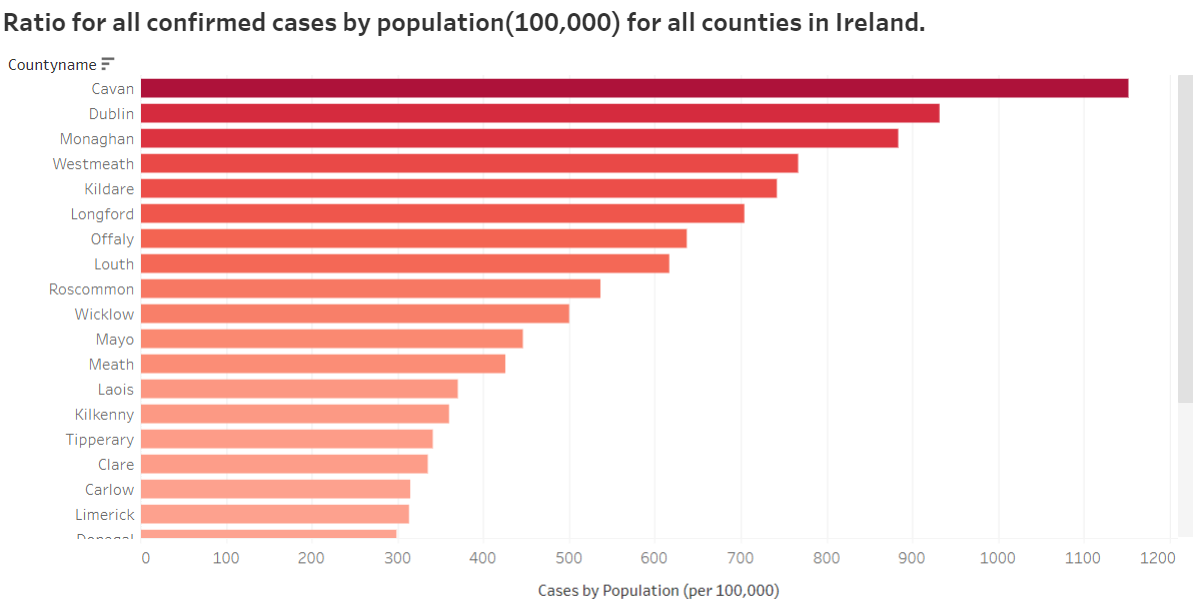 Ratio for all confirmed cases by population(100,000) for all counties in Ireland.
Countyname
Cavan
Dublin
Monaghan
Westmeath
Kildare
Longford
Offaly
Louth
Roscommon
Wicklow
Mayo
Meath
Laois
Kilkenny
Tipperary
Clare
Carlow
Limerick
Donegal
0 100 200 300 400 500 600 700 800 900 1000 1100 1200
Cases by Population (per 100,000)